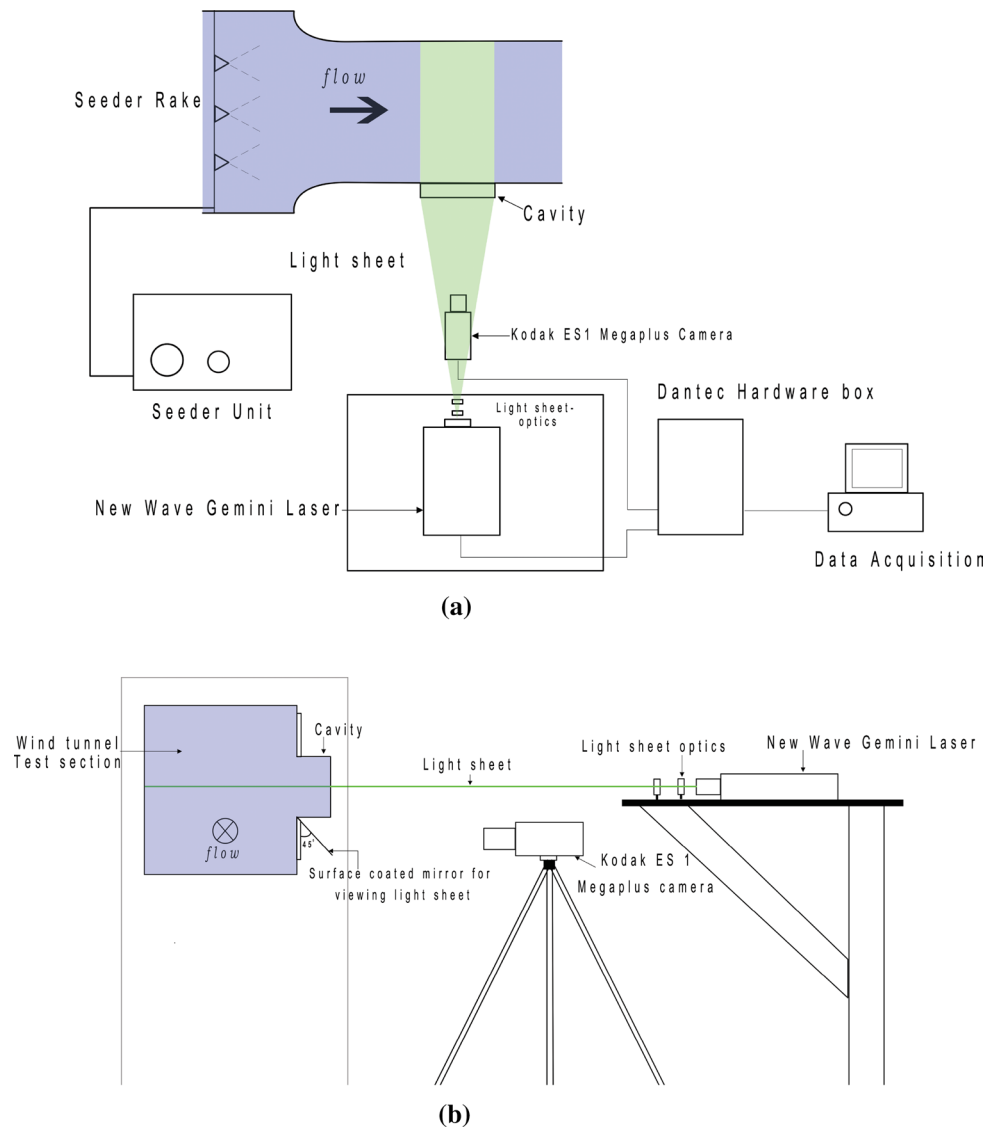 flow
Seeder Rake
Cavity
Light sheet
Kodak ES1 Megaplus Camera
Dantec Hardware box
Light sheet-
optics
Seeder Unit
New Wave Gemini Laser
Data Acquisition
(a)
Wind tunnel
Test section
Cavity
Light sheet
Light sheet optics
New Wave Gemini Laser
flow
45°
Surface coated mirror for
viewing light sheet
Kodak ES 1
Megaplus camera
(b)